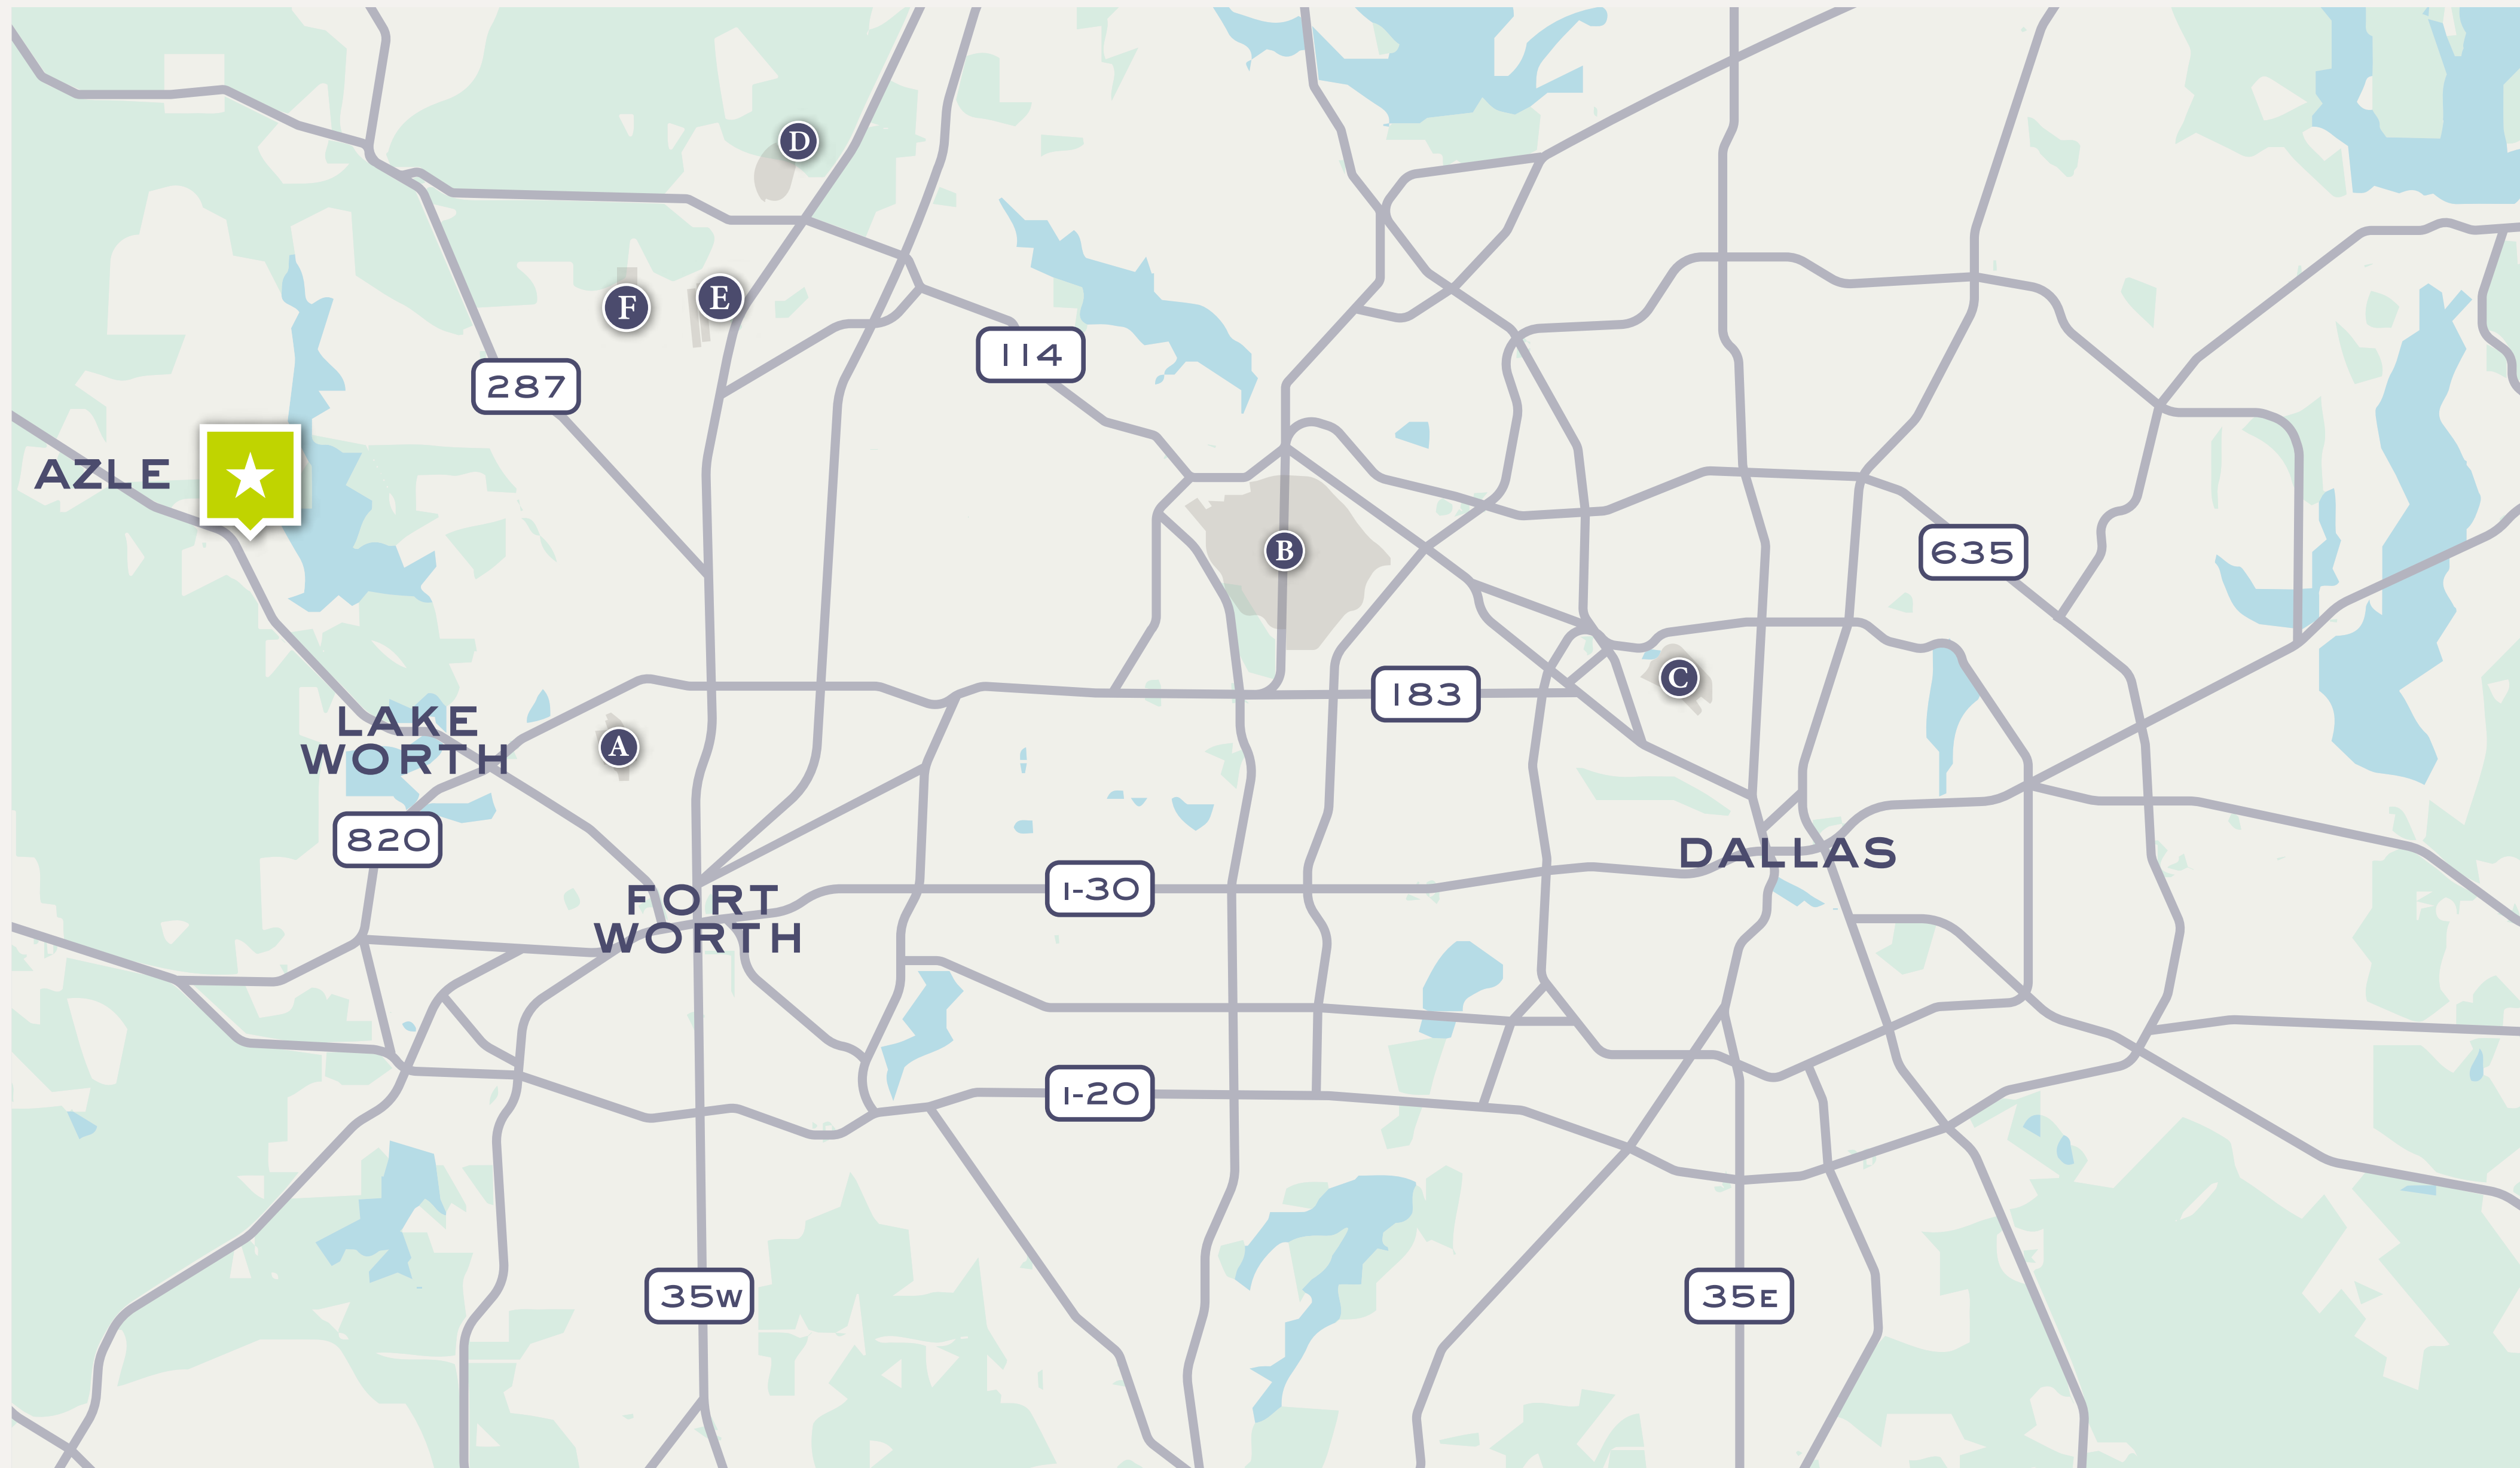 D
F
E
287
114
AZLE
B
635
LAKE
WORTH
183
C
A
820
DALLAS
FORT
WORTH
I-30
I-20
35W
35E